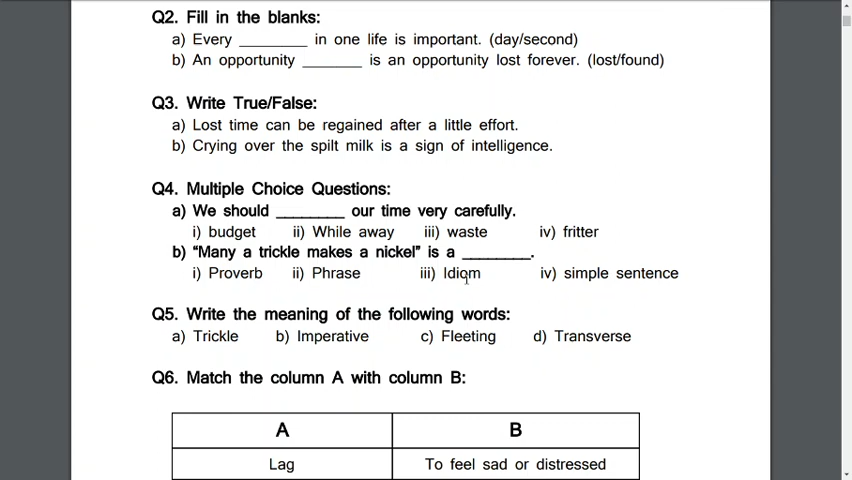 Q2. Fill in the blanks:
a) Every ________ in one life is important. (day/second)
b) An opportunity _______ is an opportunity lost forever. (lost/found)
Q3. Write True/False:
a) Lost time can be regained after a little effort.
b) Crying over the spilt milk is a sign of intelligence.
Q4. Multiple Choice Questions:
a) We should ________ our time very carefully.
i) budget ii) While away iii) waste iv) fritter
b) “Many a trickle makes a nickel” is a ________.
i) Proverb ii) Phrase iii) Idiom iv) simple sentence
Q5. Write the meaning of the following words:
a) Trickle b) Imperative c) Fleeting d) Transverse
Q6. Match the column A with column B:
A B
Lag To feel sad or distressed